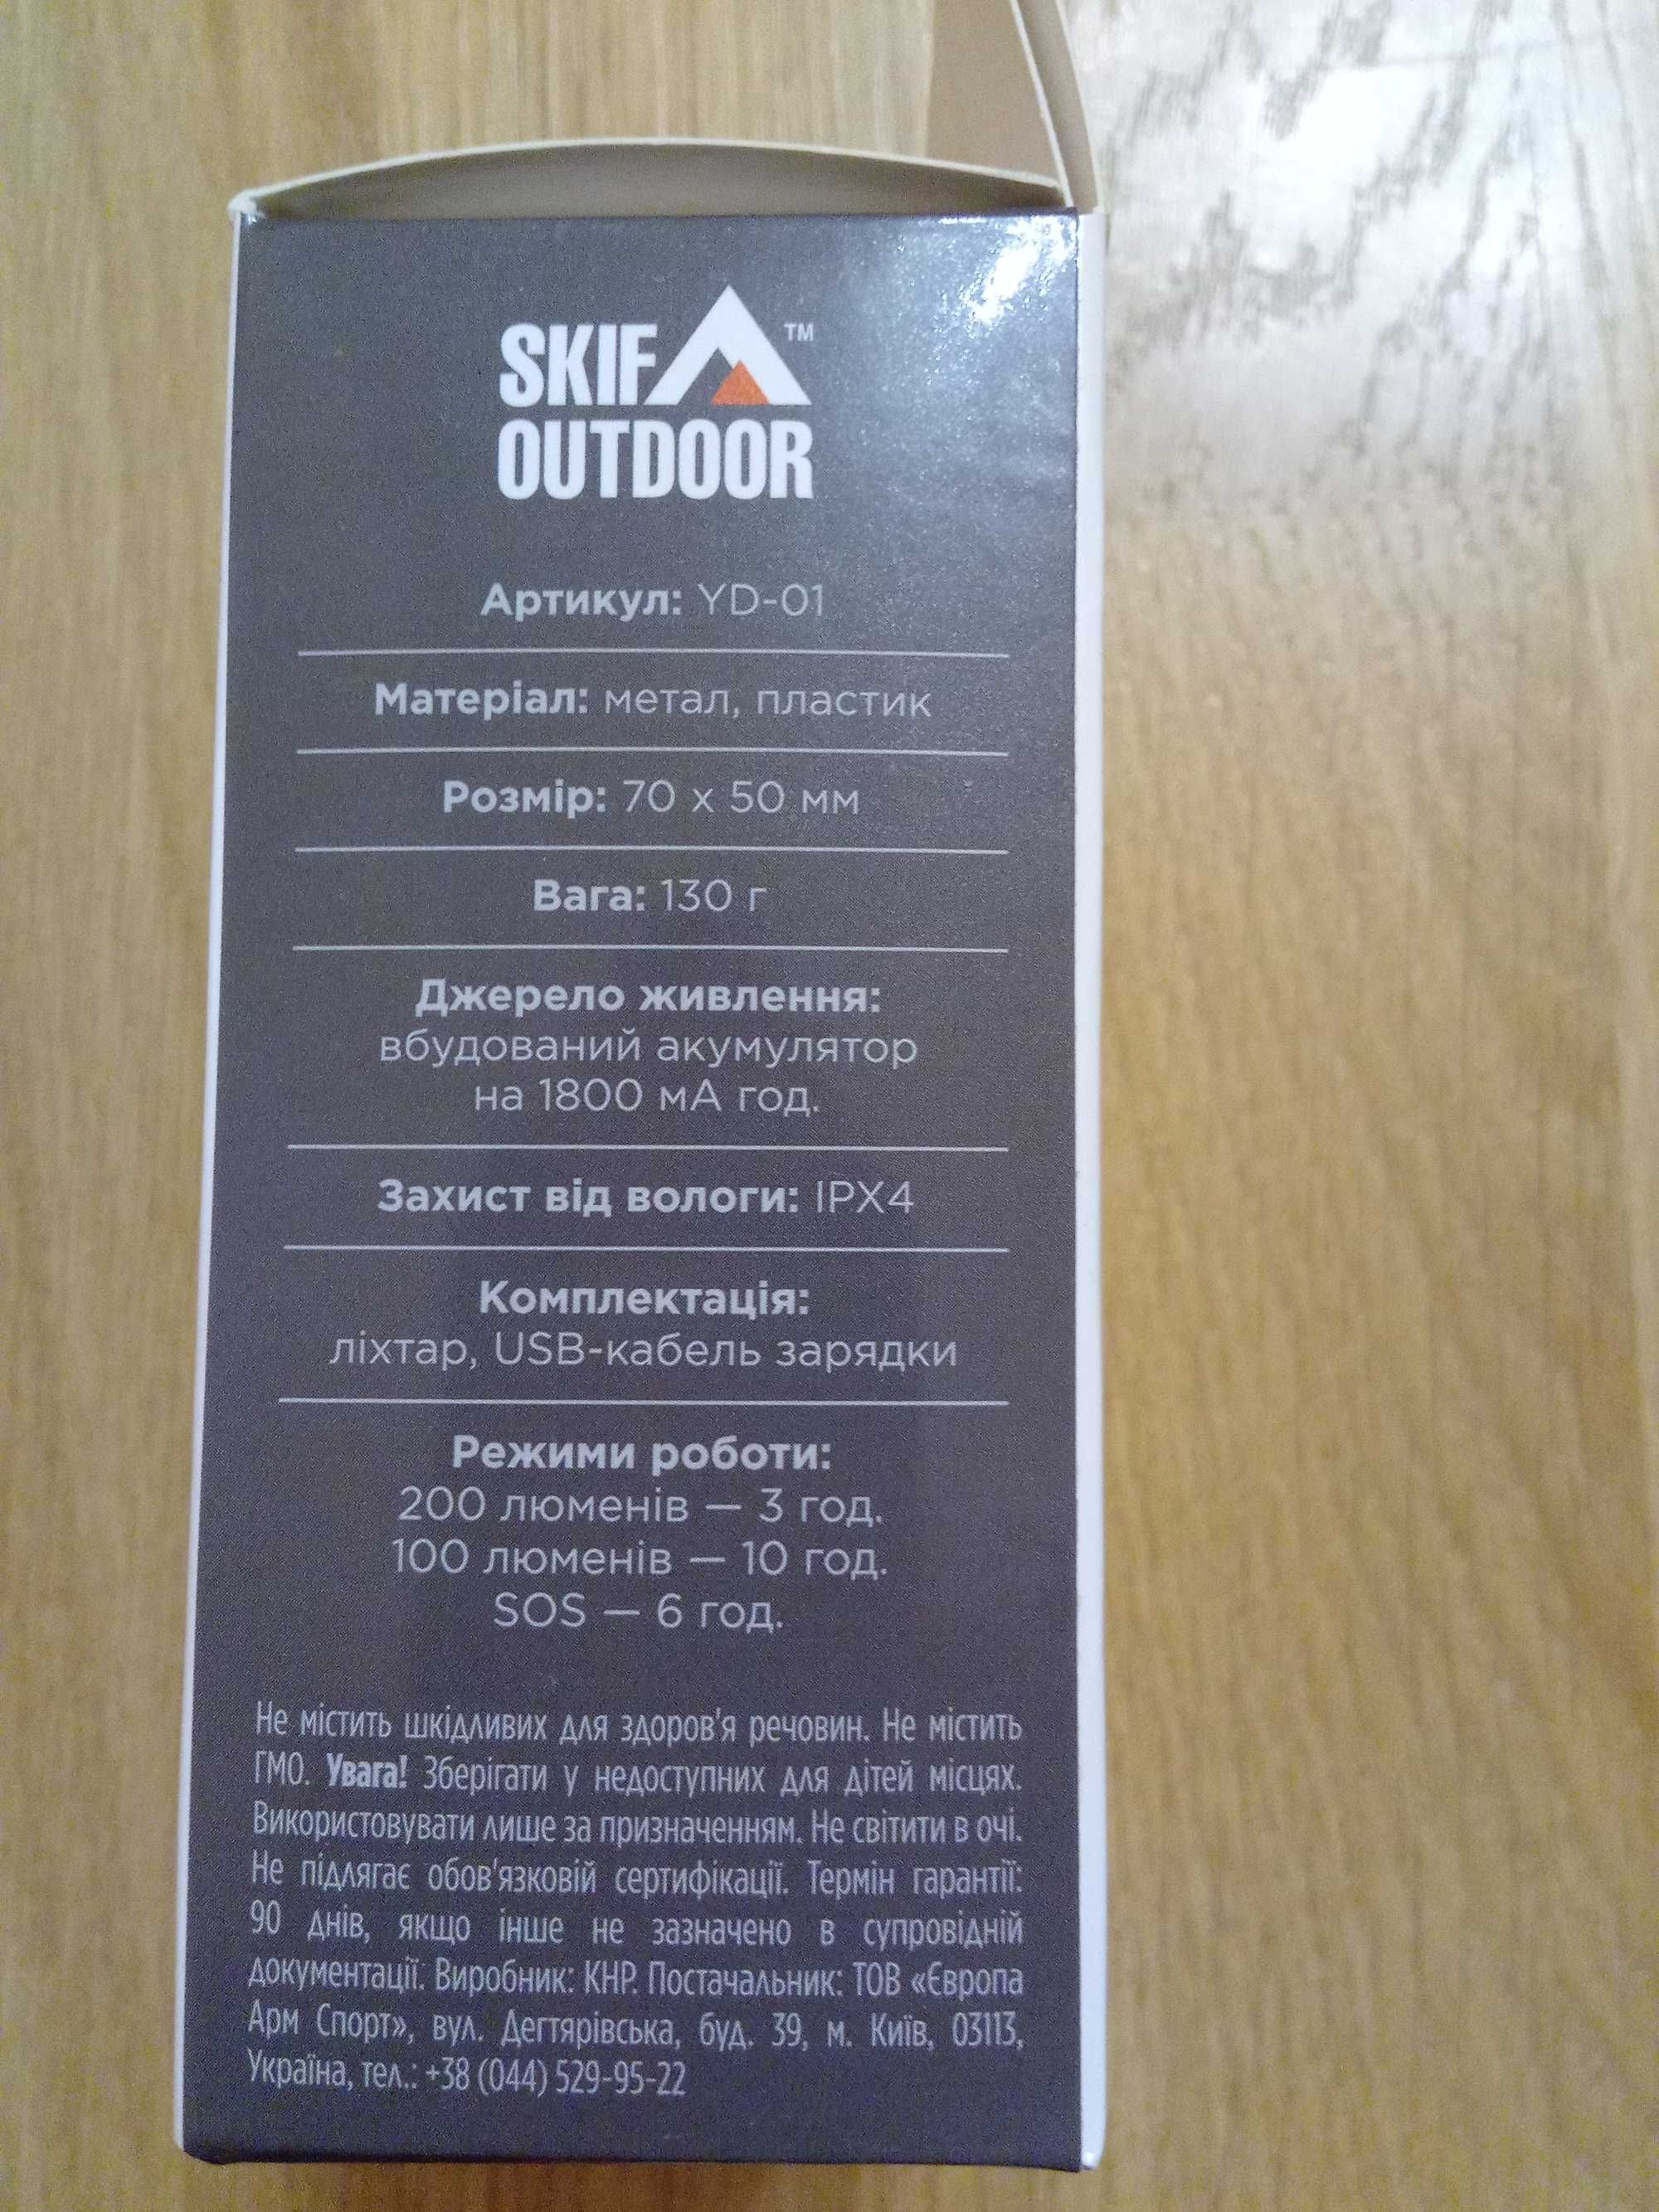 SKIF ™
OUTDOOR
Артикул: YD-01
Матеріал: метал, пластик
Розмір: 70 x 50 мм
Вага: 130 г
Джерело живлення:
вбудований акумулятор
на 1800 мА год.
Захист від вологи: IPX4
Комплектація:
ліхтар, USB-кабель зарядки
Режими роботи:
200 люменів — 3 год.
100 люменів — 10 год.
SOS — 6 год.
Не містить шкідливих для здоров'я речовин. Не містить
ГМО. Увага! Зберігати у недоступних для дітей місцях.
Використовувати лише за призначенням. Не світити в очі.
Не підлягає обов'язковій сертифікації. Термін гарантії:
90 днів, якщо інше не зазначено в супровідній
документації. Виробник: КНР. Постачальник: ТОВ «Європа
Арм Спорт», вул. Дегтярівська, буд. 39, м. Київ, 03113,
Україна, тел.: +38 (044) 529-95-22